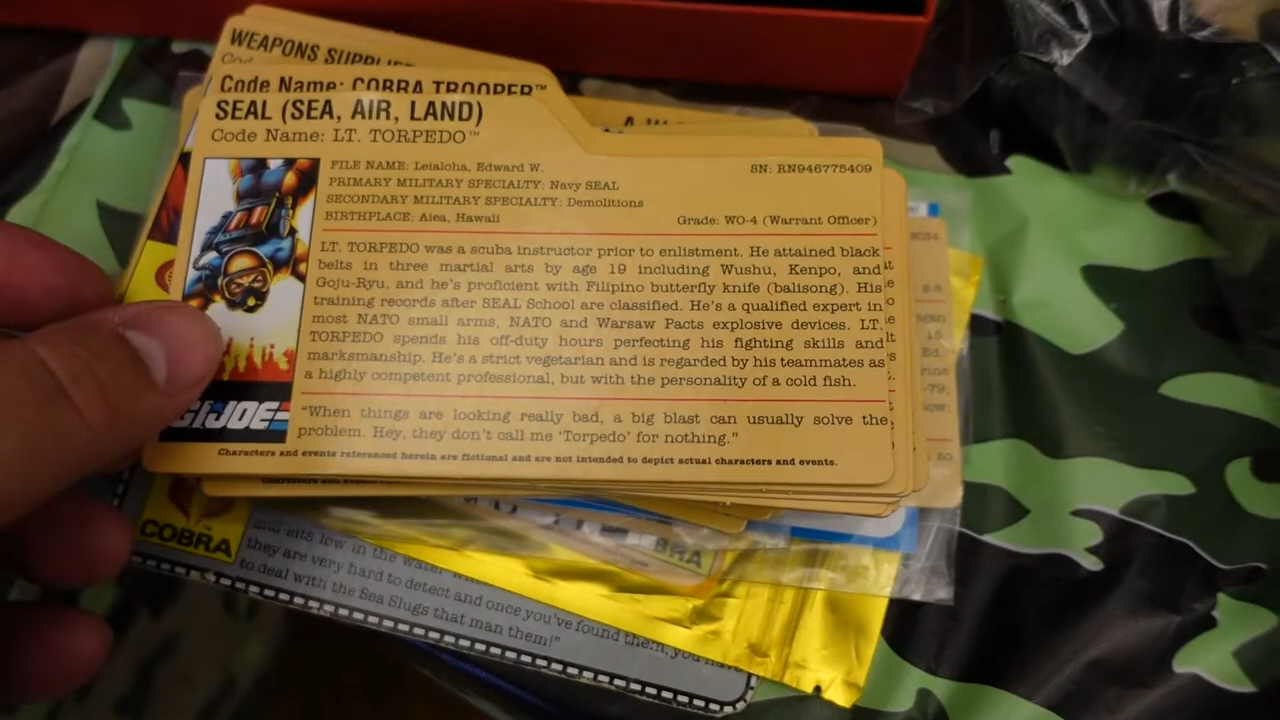 WEAPONS SUPPLIE
Code Name: COBRA TROOPER™
SEAL (SEA, AIR, LAND)
Code Name: LT. TORPEDO™
FILE NAME: Leialoha, Edward W.
SN: RN946775409
PRIMARY MILITARY SPECIALTY: Navy SEAL
SECONDARY MILITARY SPECIALTY: Demolitions
BIRTHPLACE: Aiea, Hawaii
Grade: WO-4 (Warrant Officer)
LT. TORPEDO was a scuba instructor prior to enlistment. He attained black
belts in three martial arts by age 19 including Wushu, Kenpo, and
Goju-Ryu, and he's proficient with Filipino butterfly knife (balisong). His
training records after SEAL School are classified. He's a qualified expert in
most NATO small arms, NATO and Warsaw Pacts explosive devices. LT.
TORPEDO spends his off-duty hours perfecting his fighting skills and
marksmanship. He's a strict vegetarian and is regarded by his teammates as
a highly competent professional, but with the personality of a cold fish.
"When things are looking really bad, a big blast can usually solve the
problem. Hey, they don't call me 'Torpedo' for nothing."
Characters and events referenced herein are fictional and are not intended to depict actual characters and events.
G.I. JOE
COBRA
BRA
and sits low in the water
they are very hard to detect and once you've found them, you have
to deal with the Sea Slugs that man them!"